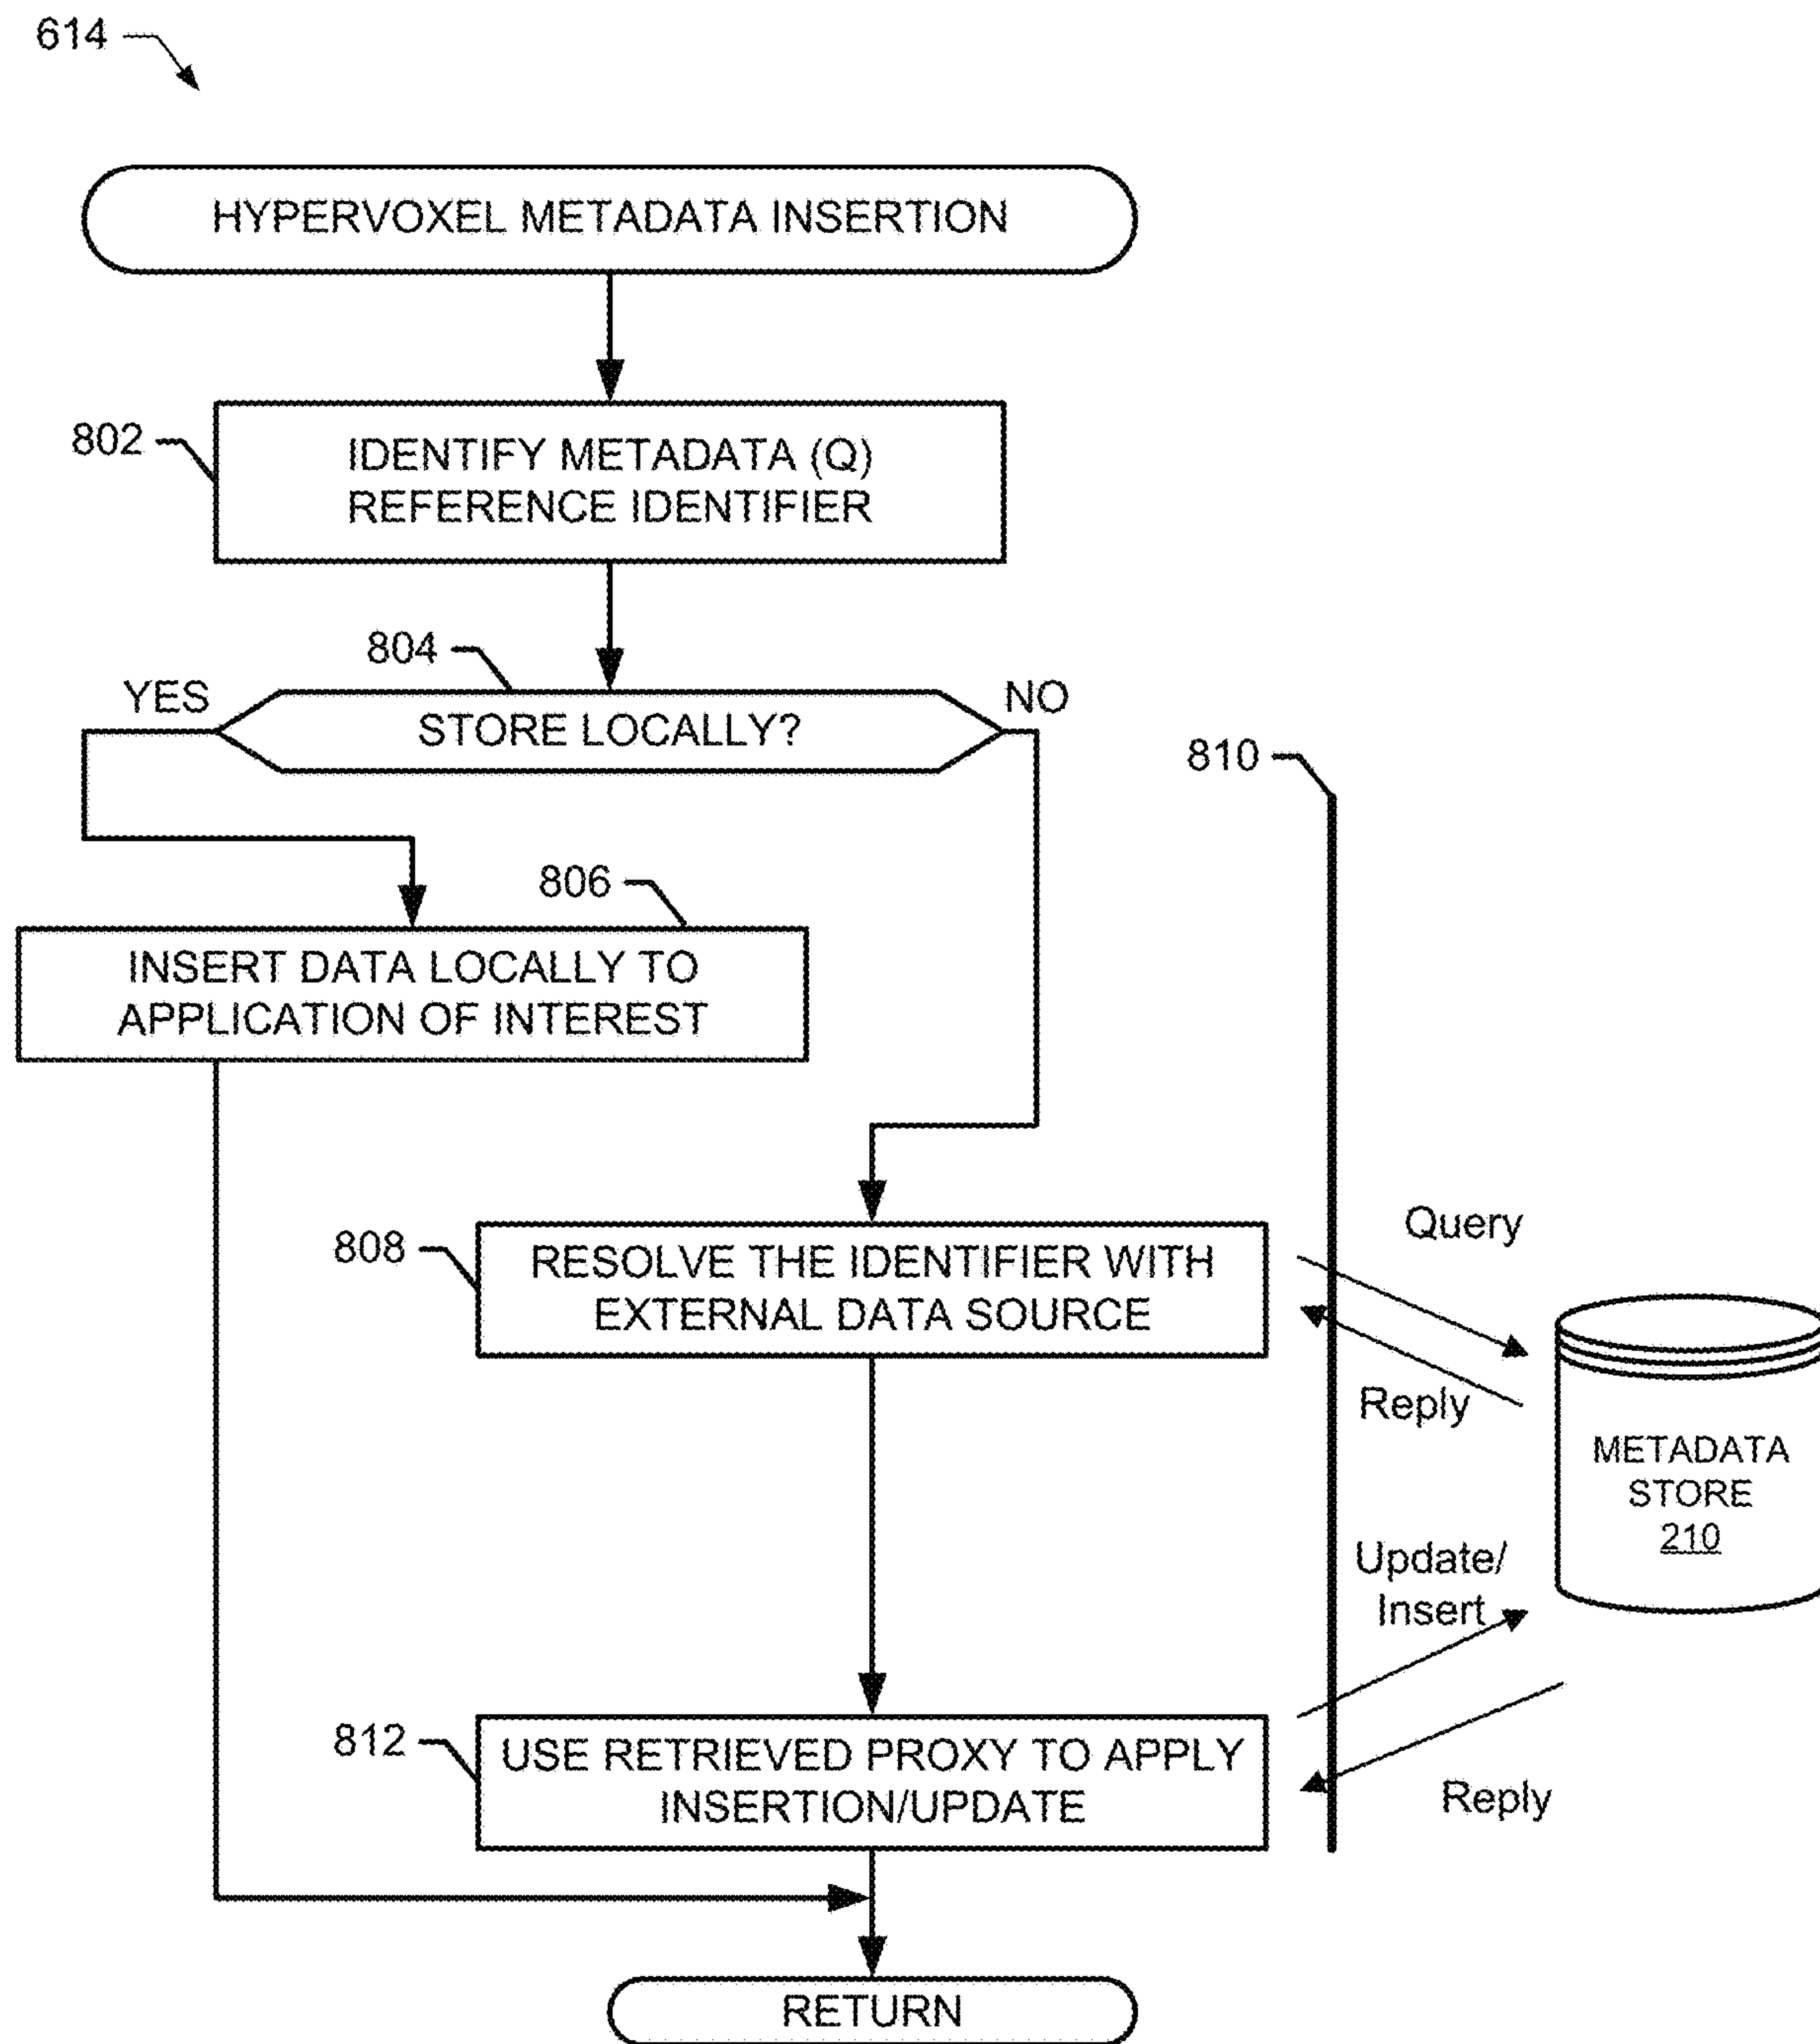 614
HYPERVOXEL METADATA INSERTION
802
IDENTIFY METADATA (Q)
REFERENCE IDENTIFIER
804
YES
NO
STORE LOCALLY?
810
806
INSERT DATA LOCALLY TO
APPLICATION OF INTEREST
808
RESOLVE THE IDENTIFIER WITH
EXTERNAL DATA SOURCE
Query
Reply
METADATA
STORE
210
Update/
Insert
812
USE RETRIEVED PROXY TO APPLY
INSERTION/UPDATE
Reply
RETURN